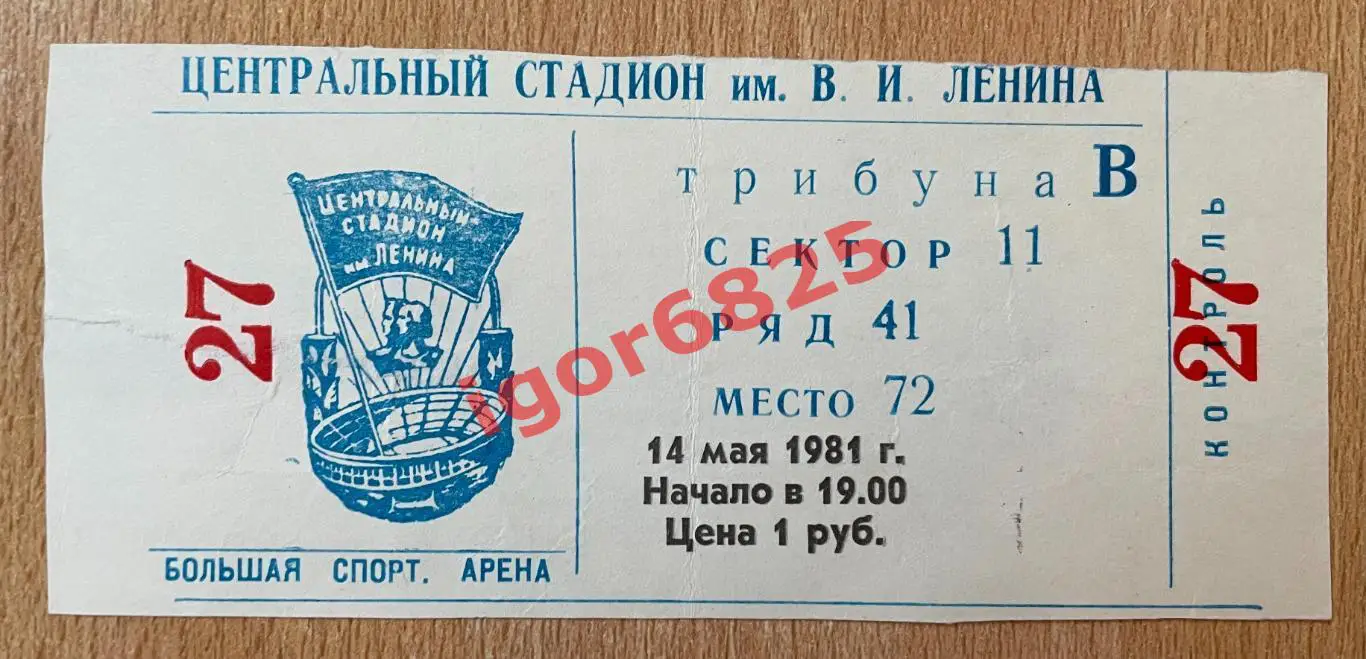 ЦЕНТРАЛЬНЫЙ СТАДИОН им. В. И. ЛЕНИНА
27
ЦЕНТРАЛЬНЫЙ
СТАДИОН
им. ЛЕНИНА
БОЛЬШАЯ СПОРТ. АРЕНА
трибуна В
СЕКТОР 11
РЯД 41
МЕСТО 72
14 мая 1981 г.
Начало в 19.00
Цена 1 руб.
КОНТРОЛЬ
27
igor6825